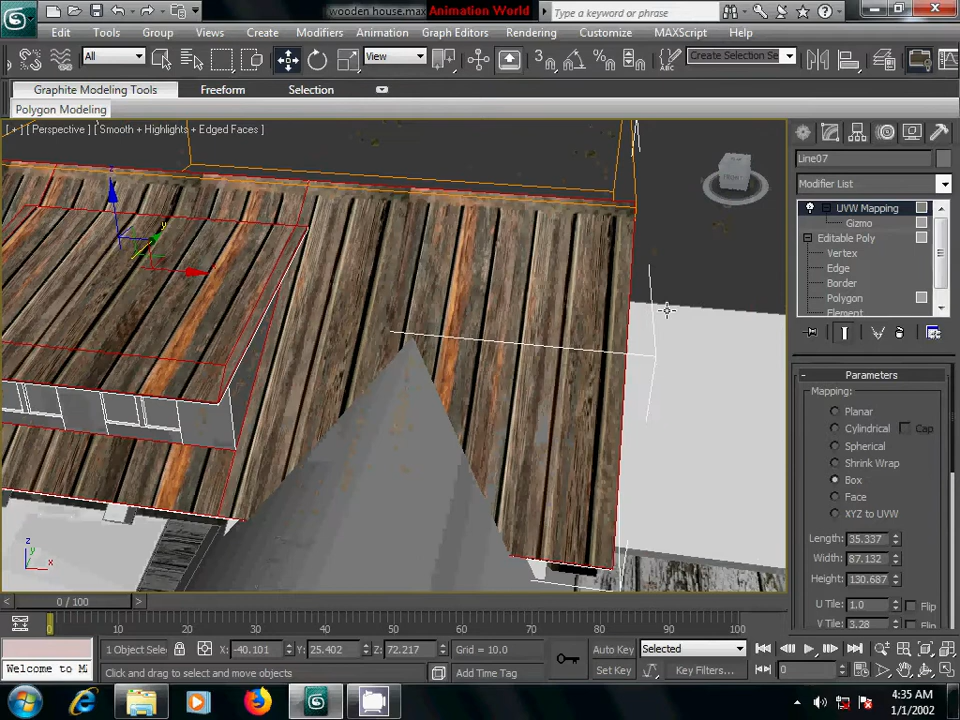 wooden house.max Animation World
Type a keyword or phrase
Edit Tools Group Views Create Modifiers Animation Graph Editors Rendering Customize MAXScript Help
All View Create Selection Se
Graphite Modeling Tools Freeform Selection
Polygon Modeling
[ + ] [ Perspective ] [ Smooth + Highlights + Edged Faces ]
Line07
Modifier List
UVW Mapping
Gizmo
Editable Poly
Vertex
Edge
Border
Polygon
Element
Parameters
Mapping:
Planar
Cylindrical Cap
Spherical
Shrink Wrap
Box
Face
XYZ to UVW
Length: 35.337
Width: 87.132
Height: 130.687
U Tile: 1.0 Flip
V Tile: 3.28 Flip
z
y
x
0 / 100
0 10 20 30 40 50 60 70 80 90 100
1 Object Sele X: -40.101 Y: 25.402 Z: 72.217 Grid = 10.0 Auto Key Selected
Welcome to M Click and drag to select and move objects Add Time Tag Set Key Key Filters... 0
4:35 AM
1/1/2002